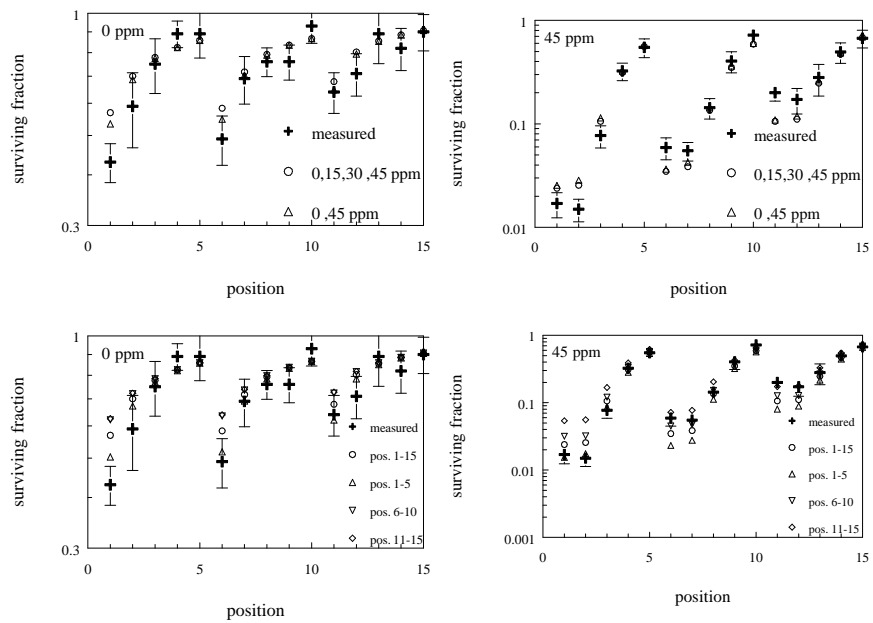 1
0 ppm
surviving fraction
measured
0,15,30 ,45 ppm
0 ,45 ppm
0.3
0 5 10 15
position
1
45 ppm
surviving fraction
0.1
measured
0,15,30 ,45 ppm
0 ,45 ppm
0.01
0 5 10 15
position
1
0 ppm
surviving fraction
measured
pos. 1-15
pos. 1-5
pos. 6-10
pos. 11-15
0.3
0 5 10 15
position
1
45 ppm
surviving fraction
0.1
measured
pos. 1-15
0.01
pos. 1-5
pos. 6-10
pos. 11-15
0.001
0 5 10 15
position